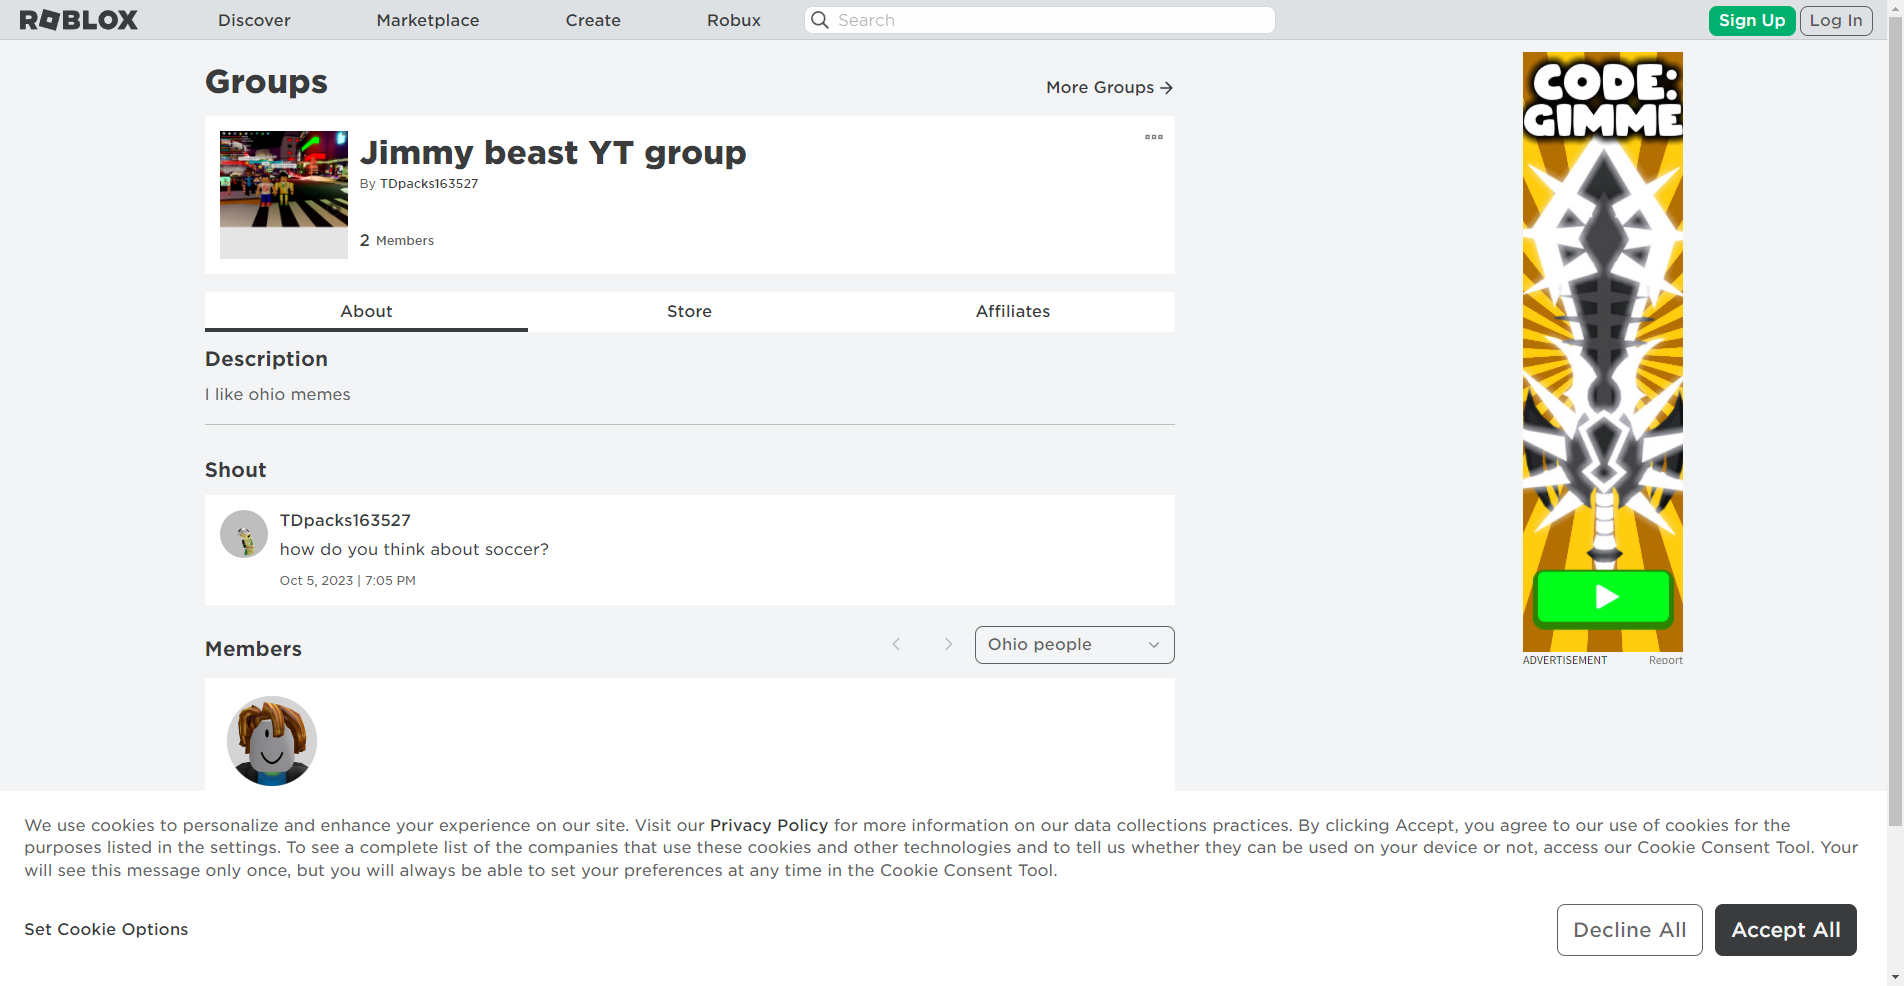 ROBLOX
Discover
Marketplace
Create
Robux
Search
Sign Up
Log In
Groups
More Groups
Jimmy beast YT group
By TDpacks163527
2 Members
About
Store
Affiliates
Description
I like ohio memes
Shout
TDpacks163527
how do you think about soccer?
Oct 5, 2023 | 7:05 PM
Members
Ohio people
CODE:
GIMME
ADVERTISEMENT
Report
We use cookies to personalize and enhance your experience on our site. Visit our Privacy Policy for more information on our data collections practices. By clicking Accept, you agree to our use of cookies for the
purposes listed in the settings. To see a complete list of the companies that use these cookies and other technologies and to tell us whether they can be used on your device or not, access our Cookie Consent Tool. Your
will see this message only once, but you will always be able to set your preferences at any time in the Cookie Consent Tool.
Set Cookie Options
Decline All
Accept All